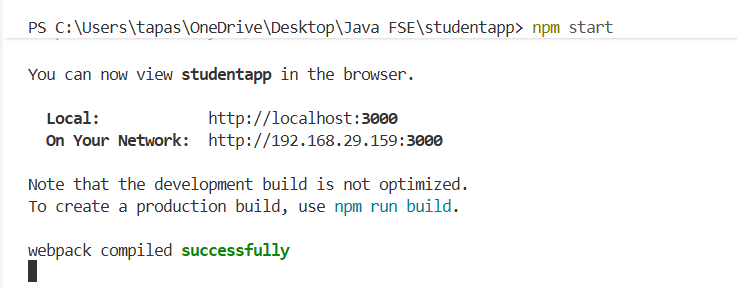 PS C:\Users\tapas\OneDrive\Desktop\Java FSE\studentapp> npm start
You can now view studentapp in the browser.
Local: http://localhost:3000
On Your Network: http://192.168.29.159:3000
Note that the development build is not optimized.
To create a production build, use npm run build.
webpack compiled successfully